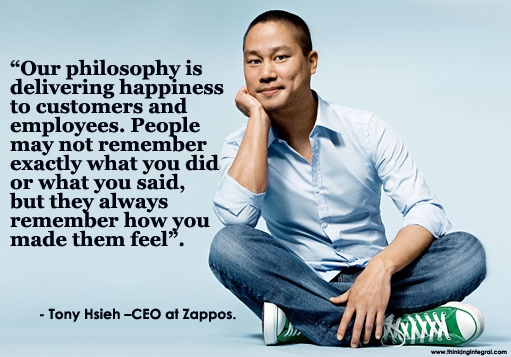 “Our philosophy is
delivering happiness
to customers and
employees. People
may not remember
exactly what you did
or what you said,
but they always
remember how you
made them feel”.
- Tony Hsieh –CEO at Zappos.
www.thinkingintegral.com